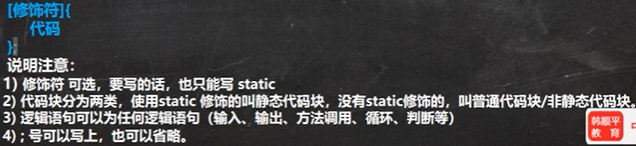 [修饰符]{
代码
};
说明注意：
1) 修饰符 可选，要写的话，也只能写 static
2) 代码块分为两类，使用static 修饰的叫静态代码块，没有static修饰的，叫普通代码块/非静态代码块。
3) 逻辑语句可以为任何逻辑语句（输入、输出、方法调用、循环、判断等）
4) ; 号可以写上，也可以省略。
韩顺平
教 育